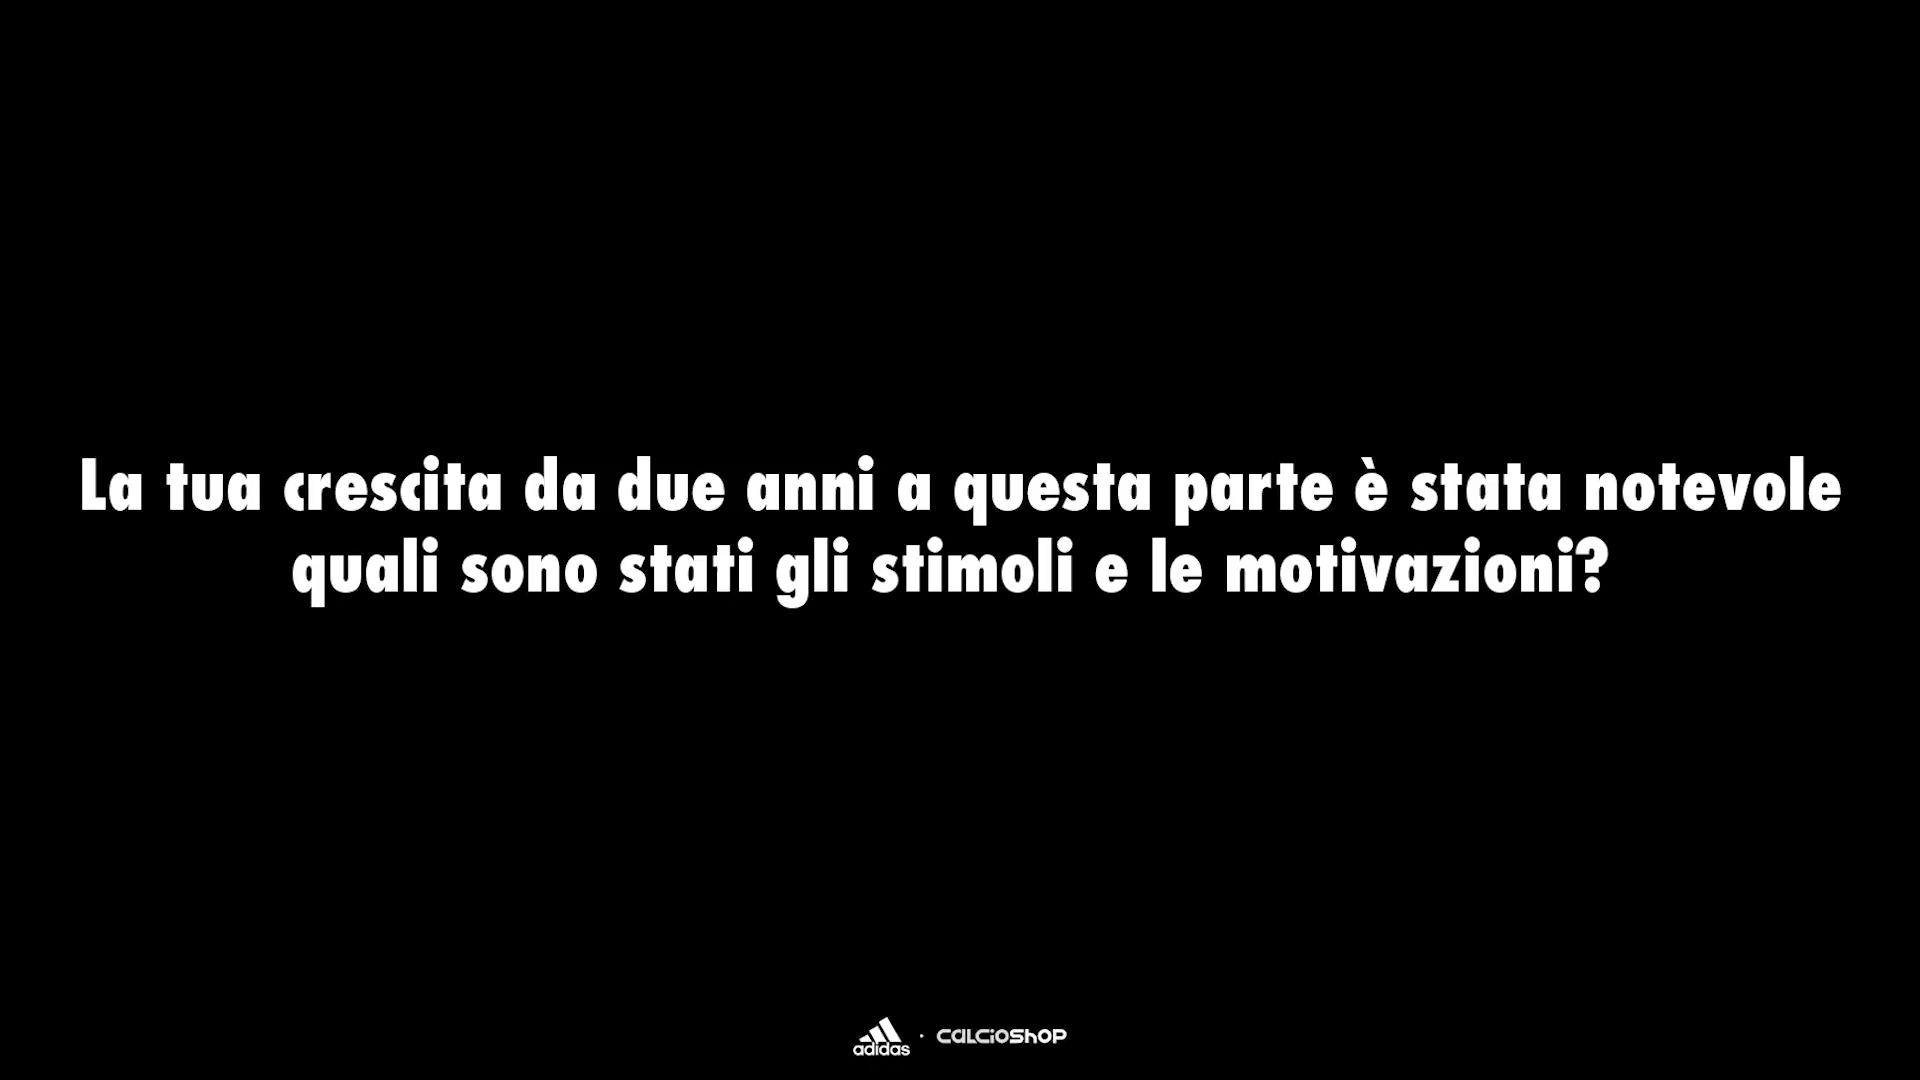 La tua crescita da due anni a questa parte è stata notevole
quali sono stati gli stimoli e le motivazioni?
adidas · CALCIOSHOP